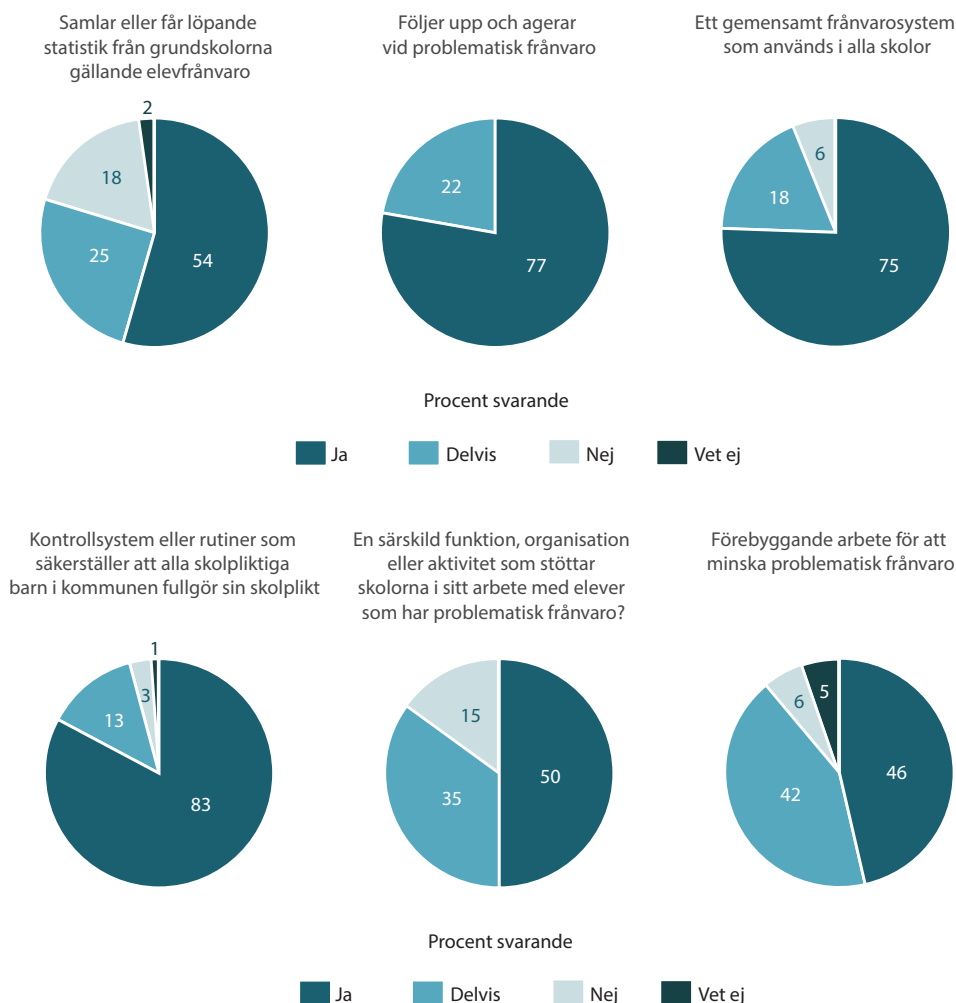 Samlar eller får löpande
statistik från grundskolorna
gällande elevfrånvaro
2
18
25
54
Följer upp och agerar
vid problematisk frånvaro
22
77
Ett gemensamt frånvarosystem
som används i alla skolor
6
18
75
Procent svarande
Ja Delvis Nej Vet ej
Kontrollsystem eller rutiner som
säkerställer att alla skolpliktiga
barn i kommunen fullgör sin skolplikt
1
3
13
83
En särskild funktion, organisation
eller aktivitet som stöttar
skolorna i sitt arbete med elever
som har problematisk frånvaro?
15
35
50
Förebyggande arbete för att
minska problematisk frånvaro
5
6
42
46
Procent svarande
Ja Delvis Nej Vet ej